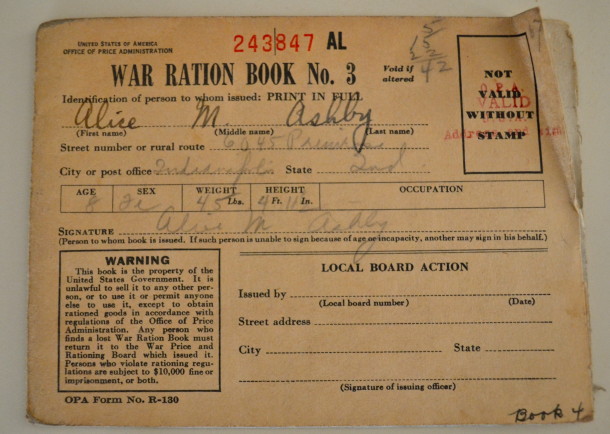 UNITED STATES OF AMERICA
OFFICE OF PRICE ADMINISTRATION
243847 AL
WAR RATION BOOK No. 3
Void if
altered
5
5
42
Identification of person to whom issued: PRINT IN FULL
Alice M. Ashby
(First name) (Middle name) (Last name)
Street number or rural route 6045
City or post office Indianapolis State Ind.
AGE SEX WEIGHT HEIGHT OCCUPATION
8 Fe 45 Lbs. 4 Ft. 11 In.
SIGNATURE Alice M Ashby
(Person to whom book is issued. If such person is unable to sign because of age or incapacity, another may sign in his behalf.)
NOT
VALID
WITHOUT
STAMP
O.P.A.
VALID
WARNING
This book is the property of the
United States Government. It is
unlawful to sell it to any other per-
son, or to use it or permit anyone
else to use it, except to obtain
rationed goods in accordance with
regulations of the Office of Price
Administration. Any person who
finds a lost War Ration Book must
return it to the War Price and
Rationing Board which issued it.
Persons who violate rationing regu-
lations are subject to $10,000 fine or
imprisonment, or both.
OPA Form No. R-130
LOCAL BOARD ACTION
Issued by
(Local board number) (Date)
Street address
City State
(Signature of issuing officer)
Book 4